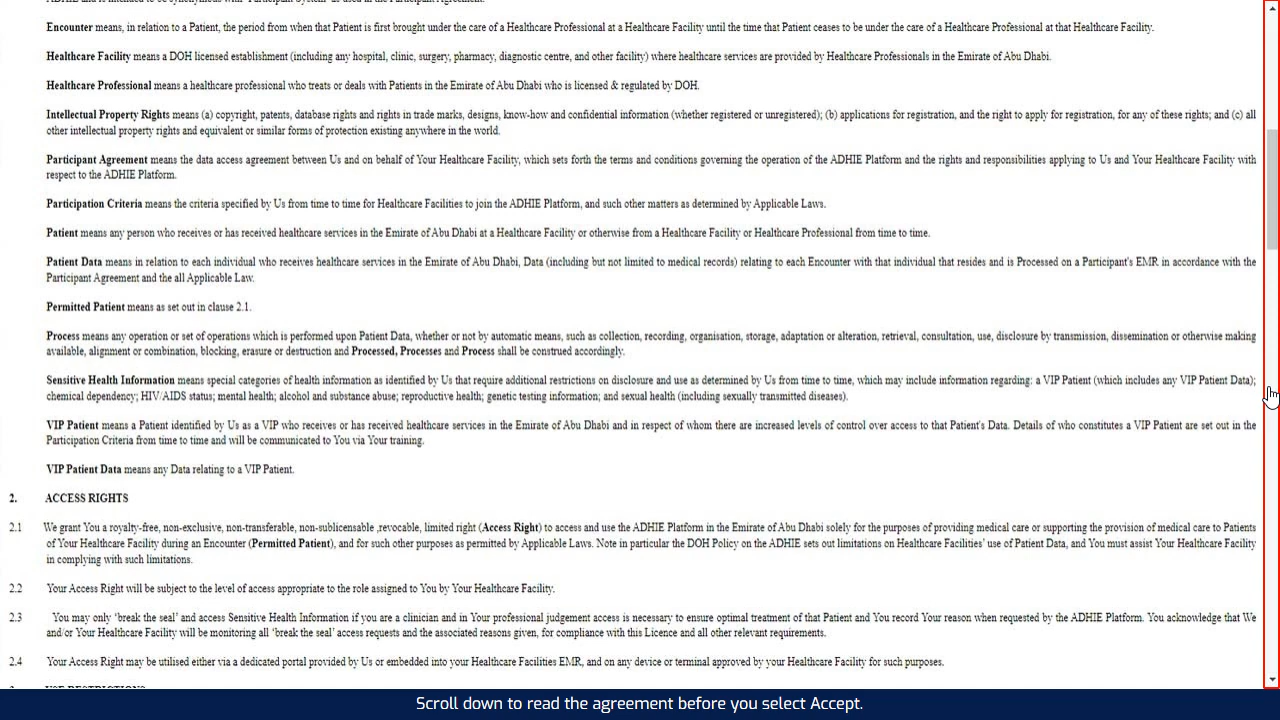 ADHIE and is intended to be synonymous with "Participant System" as used in the Participant Agreement.
Encounter means, in relation to a Patient, the period from when that Patient is first brought under the care of a Healthcare Professional at a Healthcare Facility until the time that Patient ceases to be under the care of a Healthcare Professional at that Healthcare Facility.
Healthcare Facility means a DOH licensed establishment (including any hospital, clinic, surgery, pharmacy, diagnostic centre, and other facility) where healthcare services are provided by Healthcare Professionals in the Emirate of Abu Dhabi.
Healthcare Professional means a healthcare professional who treats or deals with Patients in the Emirate of Abu Dhabi who is licensed & regulated by DOH.
Intellectual Property Rights means (a) copyright, patents, database rights and rights in trade marks, designs, know-how and confidential information (whether registered or unregistered); (b) applications for registration, and the right to apply for registration, for any of these rights; and (c) all
other intellectual property rights and equivalent or similar forms of protection existing anywhere in the world.
Participant Agreement means the data access agreement between Us and on behalf of Your Healthcare Facility, which sets forth the terms and conditions governing the operation of the ADHIE Platform and the rights and responsibilities applying to Us and Your Healthcare Facility with
respect to the ADHIE Platform.
Participation Criteria means the criteria specified by Us from time to time for Healthcare Facilities to join the ADHIE Platform, and such other matters as determined by Applicable Laws.
Patient means any person who receives or has received healthcare services in the Emirate of Abu Dhabi at a Healthcare Facility or otherwise from a Healthcare Facility or Healthcare Professional from time to time.
Patient Data means in relation to each individual who receives healthcare services in the Emirate of Abu Dhabi, Data (including but not limited to medical records) relating to each Encounter with that individual that resides and is Processed on a Participant's EMR in accordance with the
Participant Agreement and the all Applicable Law.
Permitted Patient means as set out in clause 2.1.
Process means any operation or set of operations which is performed upon Patient Data, whether or not by automatic means, such as collection, recording, organisation, storage, adaptation or alteration, retrieval, consultation, use, disclosure by transmission, dissemination or otherwise making
available, alignment or combination, blocking, erasure or destruction and Processed, Processes and Process shall be construed accordingly.
Sensitive Health Information means special categories of health information as identified by Us that require additional restrictions on disclosure and use as determined by Us from time to time, which may include information regarding: a VIP Patient (which includes any VIP Patient Data);
chemical dependency; HIV/AIDS status; mental health; alcohol and substance abuse; reproductive health; genetic testing information; and sexual health (including sexually transmitted diseases).
VIP Patient means a Patient identified by Us as a VIP who receives or has received healthcare services in the Emirate of Abu Dhabi and in respect of whom there are increased levels of control over access to that Patient's Data. Details of who constitutes a VIP Patient are set out in the
Participation Criteria from time to time and will be communicated to You via Your training.
VIP Patient Data means any Data relating to a VIP Patient.
2. ACCESS RIGHTS
2.1 We grant You a royalty-free, non-exclusive, non-transferable, non-sublicensable ,revocable, limited right (Access Right) to access and use the ADHIE Platform in the Emirate of Abu Dhabi solely for the purposes of providing medical care or supporting the provision of medical care to Patients
of Your Healthcare Facility during an Encounter (Permitted Patient), and for such other purposes as permitted by Applicable Laws. Note in particular the DOH Policy on the ADHIE sets out limitations on Healthcare Facilities' use of Patient Data, and You must assist Your Healthcare Facility
in complying with such limitations.
2.2 Your Access Right will be subject to the level of access appropriate to the role assigned to You by Your Healthcare Facility.
2.3 You may only 'break the seal' and access Sensitive Health Information if you are a clinician and in Your professional judgement access is necessary to ensure optimal treatment of that Patient and You record Your reason when requested by the ADHIE Platform. You acknowledge that We
and/or Your Healthcare Facility will be monitoring all 'break the seal' access requests and the associated reasons given, for compliance with this Licence and all other relevant requirements.
2.4 Your Access Right may be utilised either via a dedicated portal provided by Us or embedded into your Healthcare Facilities EMR, and on any device or terminal approved by your Healthcare Facility for such purposes.
Scroll down to read the agreement before you select Accept.